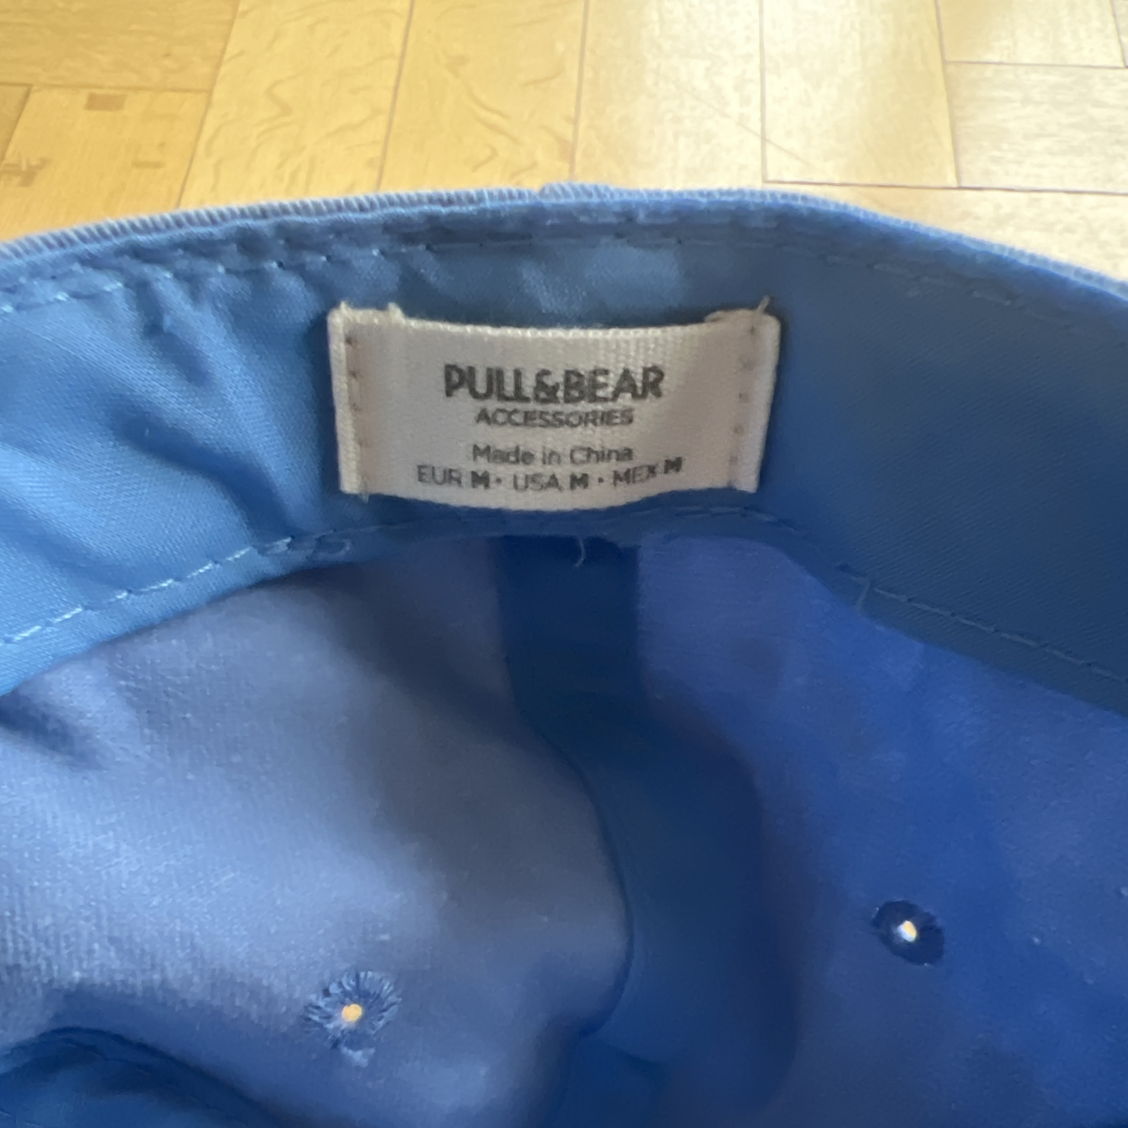 PULL&BEAR
ACCESSORIES
Made in China
EUR M · USA M · MEX M